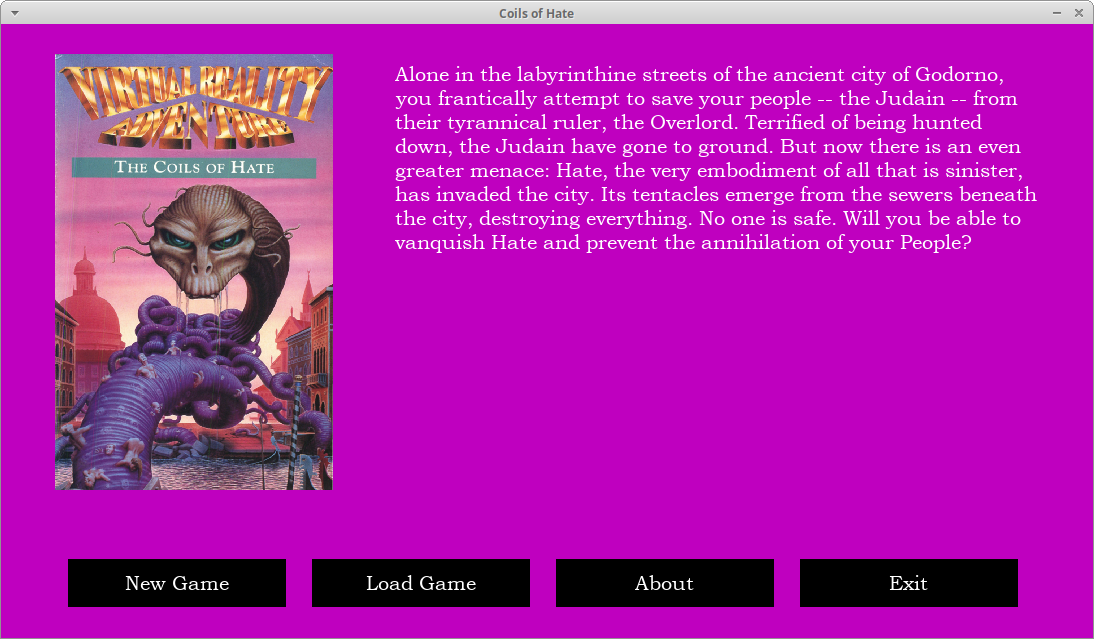 Coils of Hate
VIRTUAL REALITY
ADVENTURE
THE COILS OF HATE
Alone in the labyrinthine streets of the ancient city of Godorno,
you frantically attempt to save your people -- the Judain -- from
their tyrannical ruler, the Overlord. Terrified of being hunted
down, the Judain have gone to ground. But now there is an even
greater menace: Hate, the very embodiment of all that is sinister,
has invaded the city. Its tentacles emerge from the sewers beneath
the city, destroying everything. No one is safe. Will you be able to
vanquish Hate and prevent the annihilation of your People?
New Game
Load Game
About
Exit